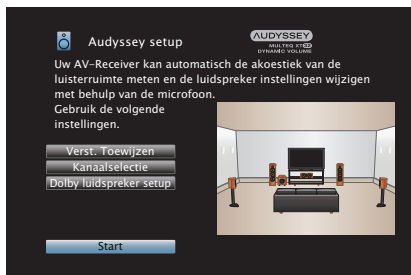 Audyssey setup
AUDYSSEY
MULTEQ XT32
DYNAMIC VOLUME
Uw AV-Receiver kan automatisch de akoestiek van de
luisterruimte meten en de luidspreker instellingen wijzigen
met behulp van de microfoon.
Gebruik de volgende
instellingen.
Verst. Toewijzen
Kanaalselectie
Dolby luidspreker setup
Start